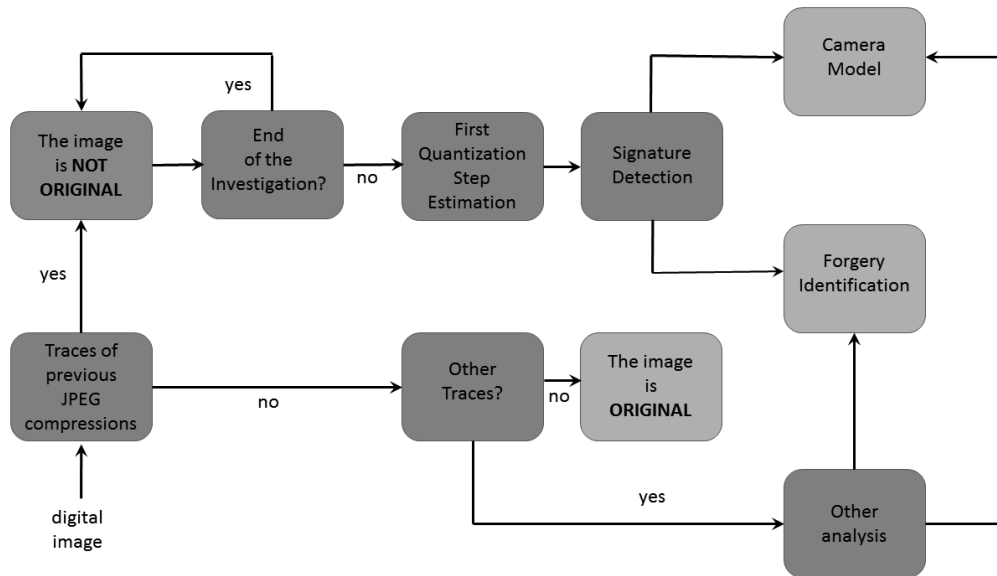 yes
Camera
Model
The image
is NOT
ORIGINAL
End
of the
Investigation?
no
First
Quantization
Step
Estimation
Signature
Detection
yes
Forgery
Identification
Traces of
previous
JPEG
compressions
no
Other
Traces?
no
The image
is
ORIGINAL
digital
image
yes
Other
analysis